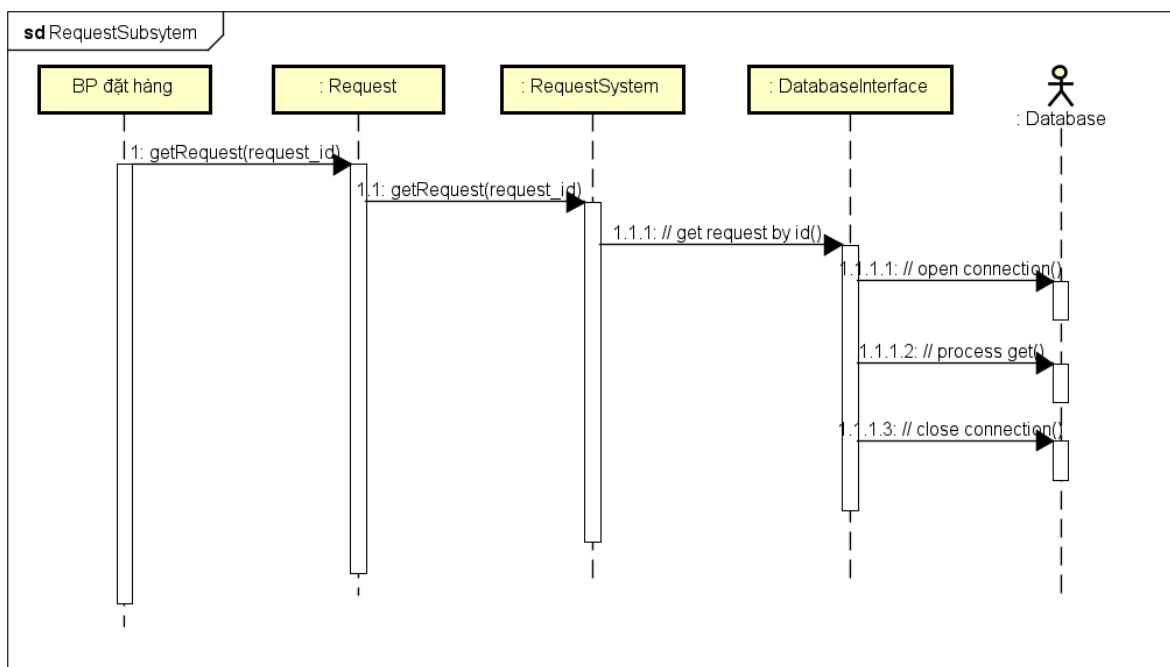 sd RequestSubsytem
BP đặt hàng
: Request
: RequestSystem
: DatabaseInterface
: Database
1: getRequest(request_id)
1.1: getRequest(request_id)
1.1.1: // get request by id()
1.1.1.1: // open connection()
1.1.1.2: // process get()
1.1.1.3: // close connection()